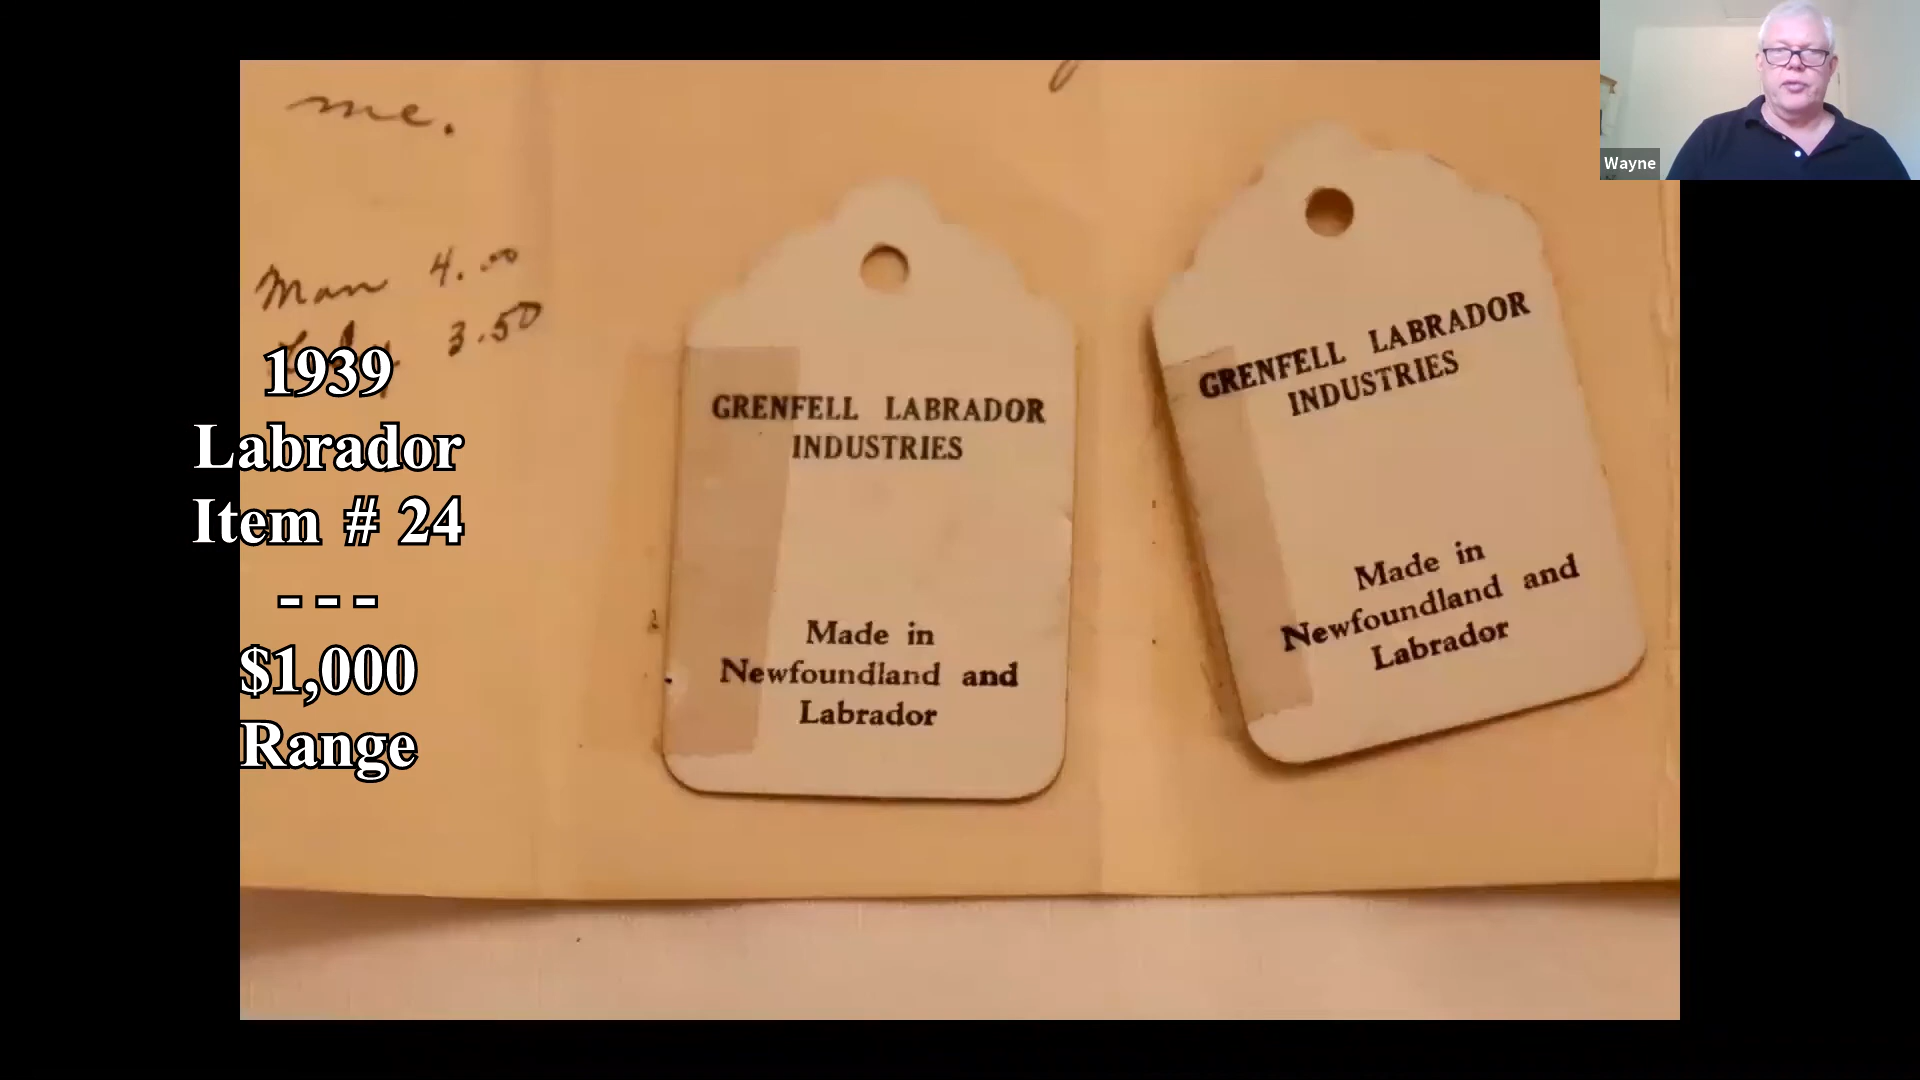 me.
Man 4.00
3.50
1939
Labrador
Item # 24
- - -
$1,000
Range
GRENFELL LABRADOR
INDUSTRIES
Made in
Newfoundland and
Labrador
GRENFELL LABRADOR
INDUSTRIES
Made in
Newfoundland and
Labrador
Wayne